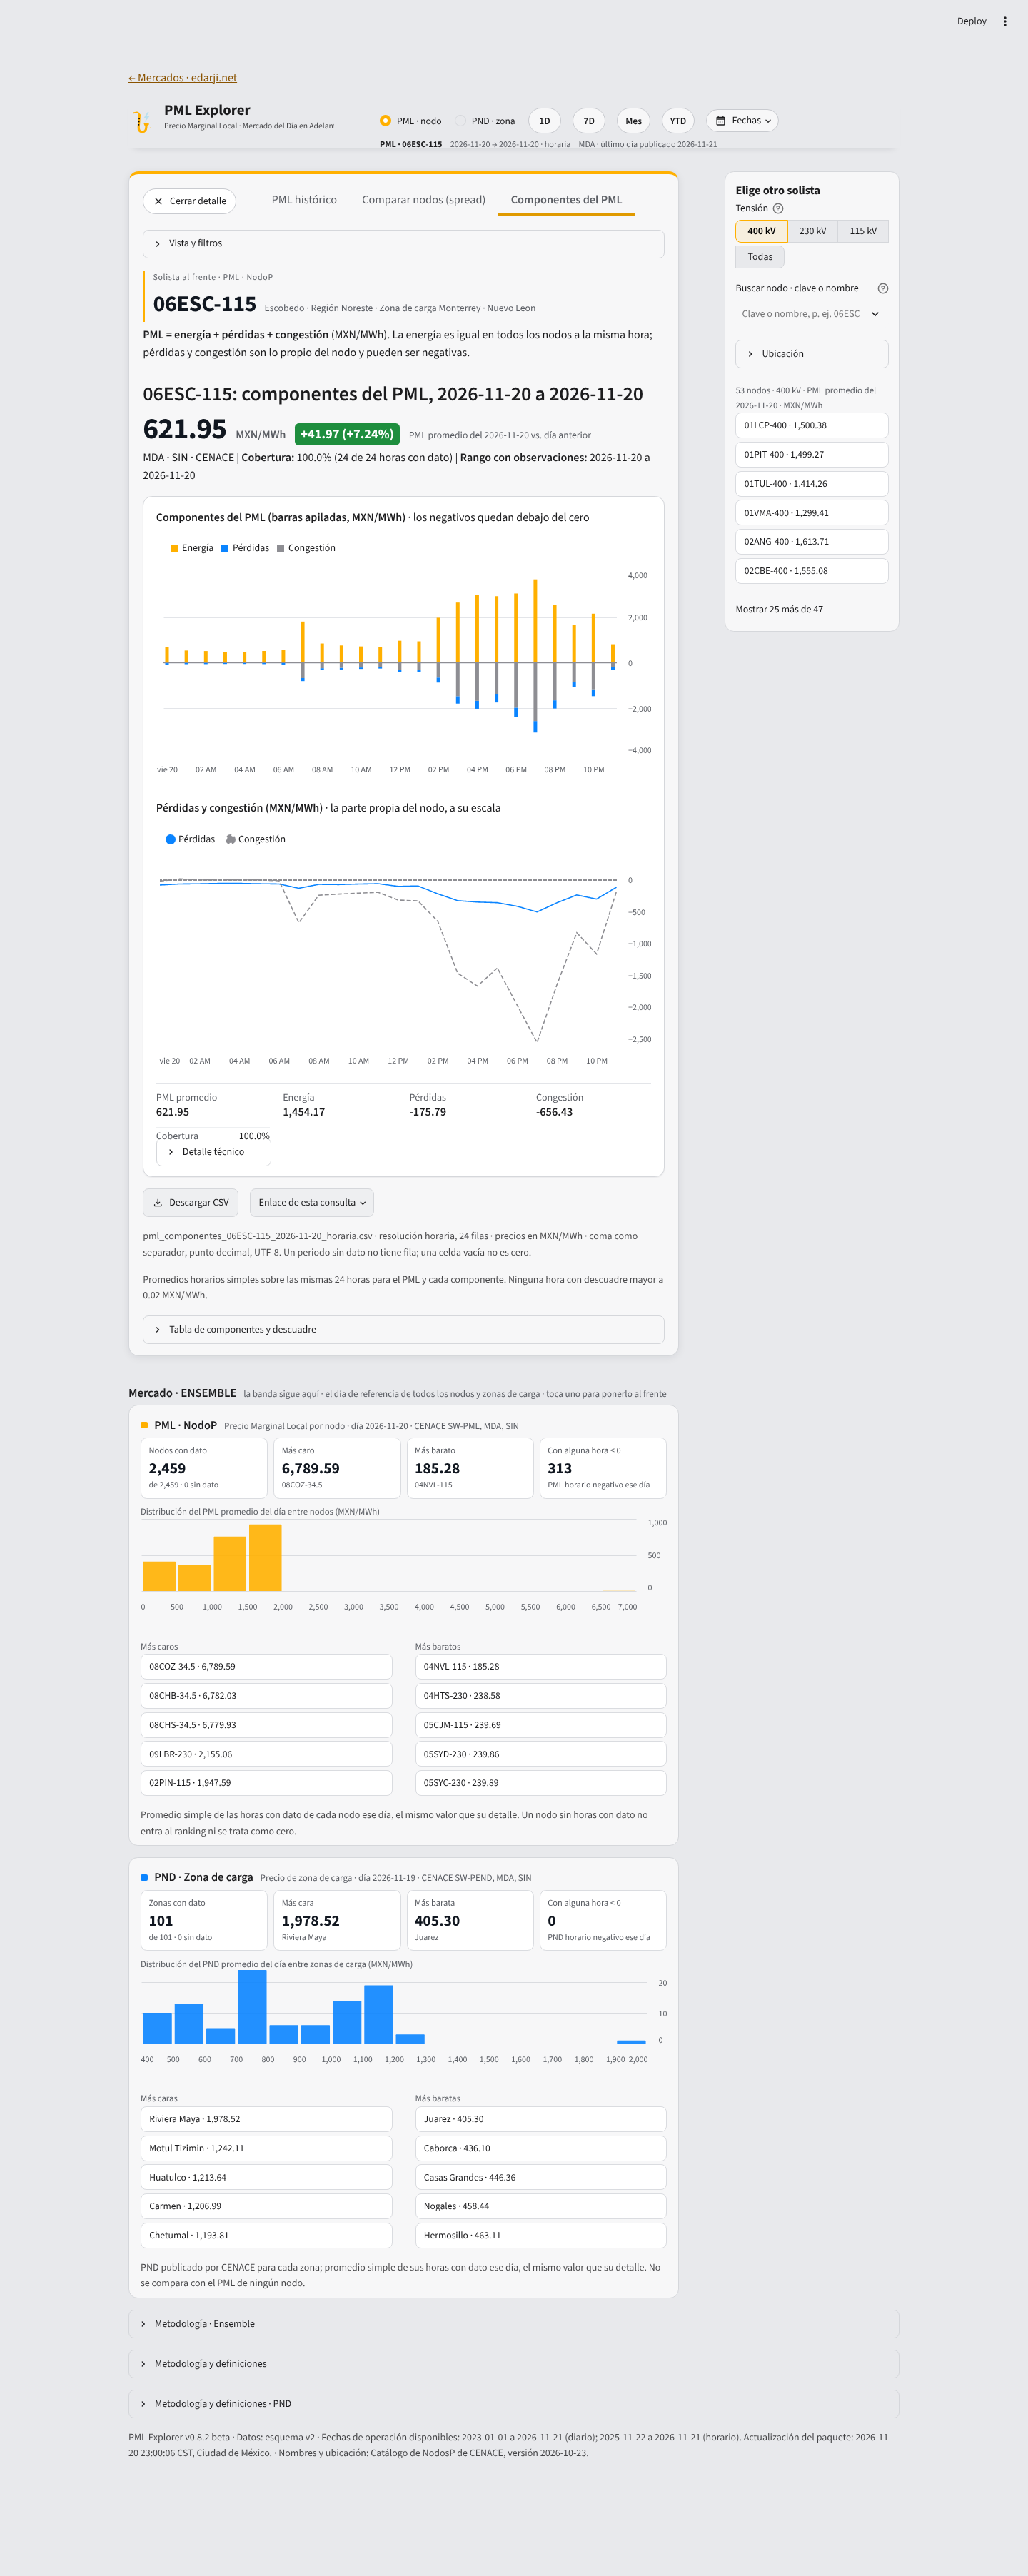 Deploy
← Mercados · edarji.net
PML Explorer
Precio Marginal Local · Mercado del Día en Adelan
PML · nodo
PND · zona
1D
7D
Mes
YTD
Fechas
PML · 06ESC-115 2026-11-20 → 2026-11-20 · horaria MDA · último día publicado 2026-11-21
Cerrar detalle
PML histórico
Comparar nodos (spread)
Componentes del PML
Vista y filtros
Solista al frente · PML · NodoP
06ESC-115 Escobedo · Región Noreste · Zona de carga Monterrey · Nuevo Leon
PML = energía + pérdidas + congestión (MXN/MWh). La energía es igual en todos los nodos a la misma hora;
pérdidas y congestión son lo propio del nodo y pueden ser negativas.
06ESC-115: componentes del PML, 2026-11-20 a 2026-11-20
621.95 MXN/MWh +41.97 (+7.24%) PML promedio del 2026-11-20 vs. día anterior
MDA · SIN · CENACE | Cobertura: 100.0% (24 de 24 horas con dato) | Rango con observaciones: 2026-11-20 a
2026-11-20
Componentes del PML (barras apiladas, MXN/MWh) · los negativos quedan debajo del cero
Energía Pérdidas Congestión
4,000
2,000
0
−2,000
−4,000
vie 20 02 AM 04 AM 06 AM 08 AM 10 AM 12 PM 02 PM 04 PM 06 PM 08 PM 10 PM
Pérdidas y congestión (MXN/MWh) · la parte propia del nodo, a su escala
Pérdidas Congestión
0
−500
−1,000
−1,500
−2,000
−2,500
vie 20 02 AM 04 AM 06 AM 08 AM 10 AM 12 PM 02 PM 04 PM 06 PM 08 PM 10 PM
PML promedio Energía Pérdidas Congestión
621.95 1,454.17 -175.79 -656.43
Cobertura 100.0%
Detalle técnico
Descargar CSV
Enlace de esta consulta
pml_componentes_06ESC-115_2026-11-20_horaria.csv · resolución horaria, 24 filas · precios en MXN/MWh · coma como
separador, punto decimal, UTF-8. Un periodo sin dato no tiene fila; una celda vacía no es cero.
Promedios horarios simples sobre las mismas 24 horas para el PML y cada componente. Ninguna hora con descuadre mayor a
0.02 MXN/MWh.
Tabla de componentes y descuadre
Elige otro solista
Tensión
400 kV 230 kV 115 kV
Todas
Buscar nodo · clave o nombre
Clave o nombre, p. ej. 06ESC
Ubicación
53 nodos · 400 kV · PML promedio del
2026-11-20 · MXN/MWh
01LCP-400 · 1,500.38
01PIT-400 · 1,499.27
01TUL-400 · 1,414.26
01VMA-400 · 1,299.41
02ANG-400 · 1,613.71
02CBE-400 · 1,555.08
Mostrar 25 más de 47
Mercado · ENSEMBLE la banda sigue aquí · el día de referencia de todos los nodos y zonas de carga · toca uno para ponerlo al frente
PML · NodoP Precio Marginal Local por nodo · día 2026-11-20 · CENACE SW-PML, MDA, SIN
Nodos con dato Más caro Más barato Con alguna hora < 0
2,459 6,789.59 185.28 313
de 2,459 · 0 sin dato 08COZ-34.5 04NVL-115 PML horario negativo ese día
Distribución del PML promedio del día entre nodos (MXN/MWh)
1,000
500
0
0 500 1,000 1,500 2,000 2,500 3,000 3,500 4,000 4,500 5,000 5,500 6,000 6,500 7,000
Más caros
08COZ-34.5 · 6,789.59
08CHB-34.5 · 6,782.03
08CHS-34.5 · 6,779.93
09LBR-230 · 2,155.06
02PIN-115 · 1,947.59
Más baratos
04NVL-115 · 185.28
04HTS-230 · 238.58
05CJM-115 · 239.69
05SYD-230 · 239.86
05SYC-230 · 239.89
Promedio simple de las horas con dato de cada nodo ese día, el mismo valor que su detalle. Un nodo sin horas con dato no
entra al ranking ni se trata como cero.
PND · Zona de carga Precio de zona de carga · día 2026-11-19 · CENACE SW-PEND, MDA, SIN
Zonas con dato Más cara Más barata Con alguna hora < 0
101 1,978.52 405.30 0
de 101 · 0 sin dato Riviera Maya Juarez PND horario negativo ese día
Distribución del PND promedio del día entre zonas de carga (MXN/MWh)
20
10
0
400 500 600 700 800 900 1,000 1,100 1,200 1,300 1,400 1,500 1,600 1,700 1,800 1,900 2,000
Más caras
Riviera Maya · 1,978.52
Motul Tizimin · 1,242.11
Huatulco · 1,213.64
Carmen · 1,206.99
Chetumal · 1,193.81
Más baratas
Juarez · 405.30
Caborca · 436.10
Casas Grandes · 446.36
Nogales · 458.44
Hermosillo · 463.11
PND publicado por CENACE para cada zona; promedio simple de sus horas con dato ese día, el mismo valor que su detalle. No
se compara con el PML de ningún nodo.
Metodología · Ensemble
Metodología y definiciones
Metodología y definiciones · PND
PML Explorer v0.8.2 beta · Datos: esquema v2 · Fechas de operación disponibles: 2023-01-01 a 2026-11-21 (diario); 2025-11-22 a 2026-11-21 (horario). Actualización del paquete: 2026-11-
20 23:00:06 CST, Ciudad de México. · Nombres y ubicación: Catálogo de NodosP de CENACE, versión 2026-10-23.